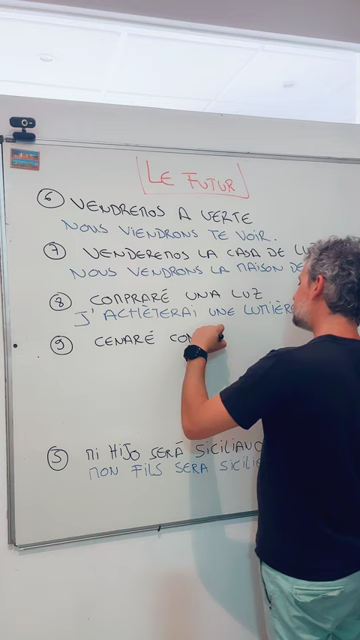 LE FUTUR
6 VENDREMOS A VERTE
NOUS VIENDRONS TE VOIR.
7 VENDEREMOS LA CASA DE LU
NOUS VENDRONS LA MAISON DE
8 COMPRARÉ UNA LUZ
J'ACHÈTERAI UNE LUMIÈRE
9 CENARÉ CON
5 MI HIJO SERÁ SICILIANO
MON FILS SERA SICILI